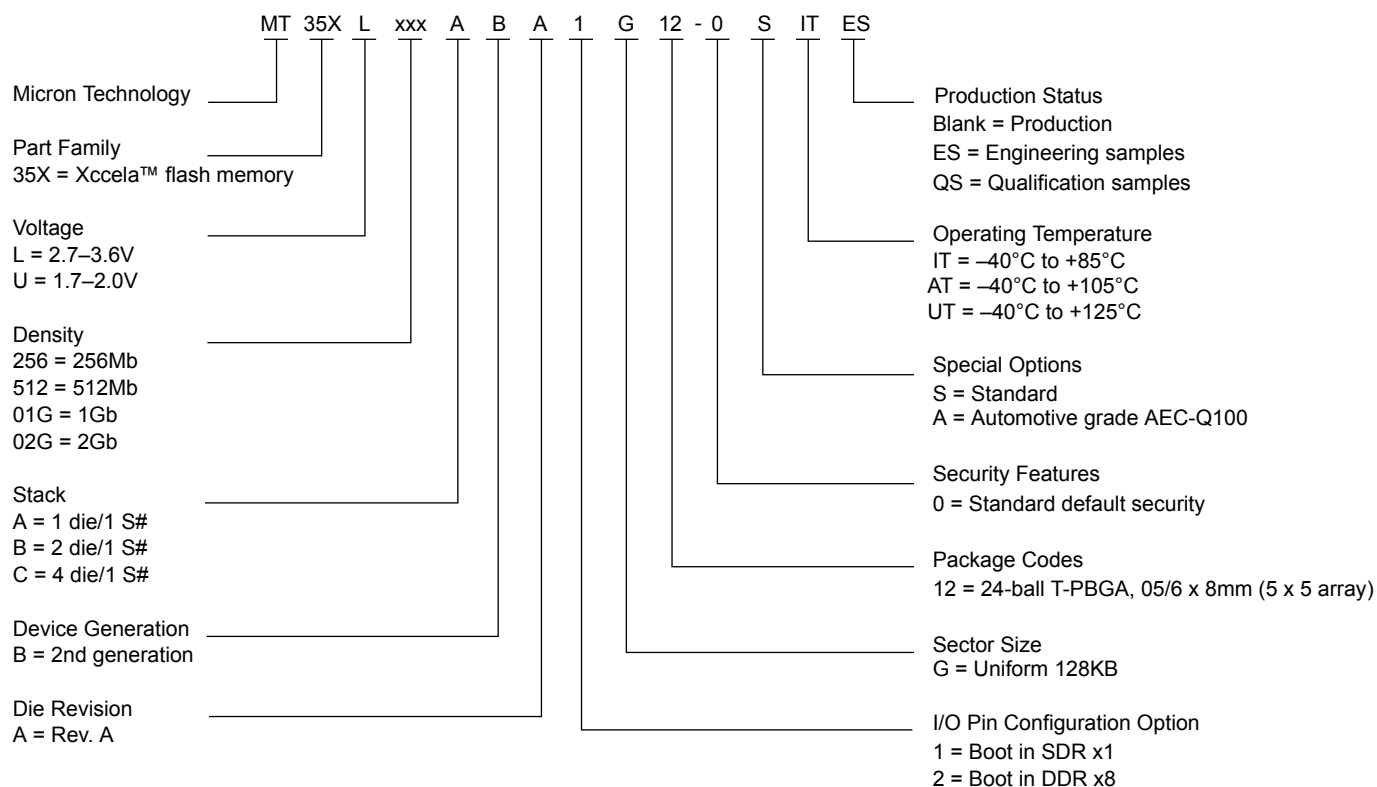 MT 35X L xxx A B A 1 G 12 - 0 S IT ES
Micron Technology
Part Family
35X = Xccela™ flash memory
Voltage
L = 2.7–3.6V
U = 1.7–2.0V
Density
256 = 256Mb
512 = 512Mb
01G = 1Gb
02G = 2Gb
Stack
A = 1 die/1 S#
B = 2 die/1 S#
C = 4 die/1 S#
Device Generation
B = 2nd generation
Die Revision
A = Rev. A
Production Status
Blank = Production
ES = Engineering samples
QS = Qualification samples
Operating Temperature
IT = –40°C to +85°C
AT = –40°C to +105°C
UT = –40°C to +125°C
Special Options
S = Standard
A = Automotive grade AEC-Q100
Security Features
0 = Standard default security
Package Codes
12 = 24-ball T-PBGA, 05/6 x 8mm (5 x 5 array)
Sector Size
G = Uniform 128KB
I/O Pin Configuration Option
1 = Boot in SDR x1
2 = Boot in DDR x8